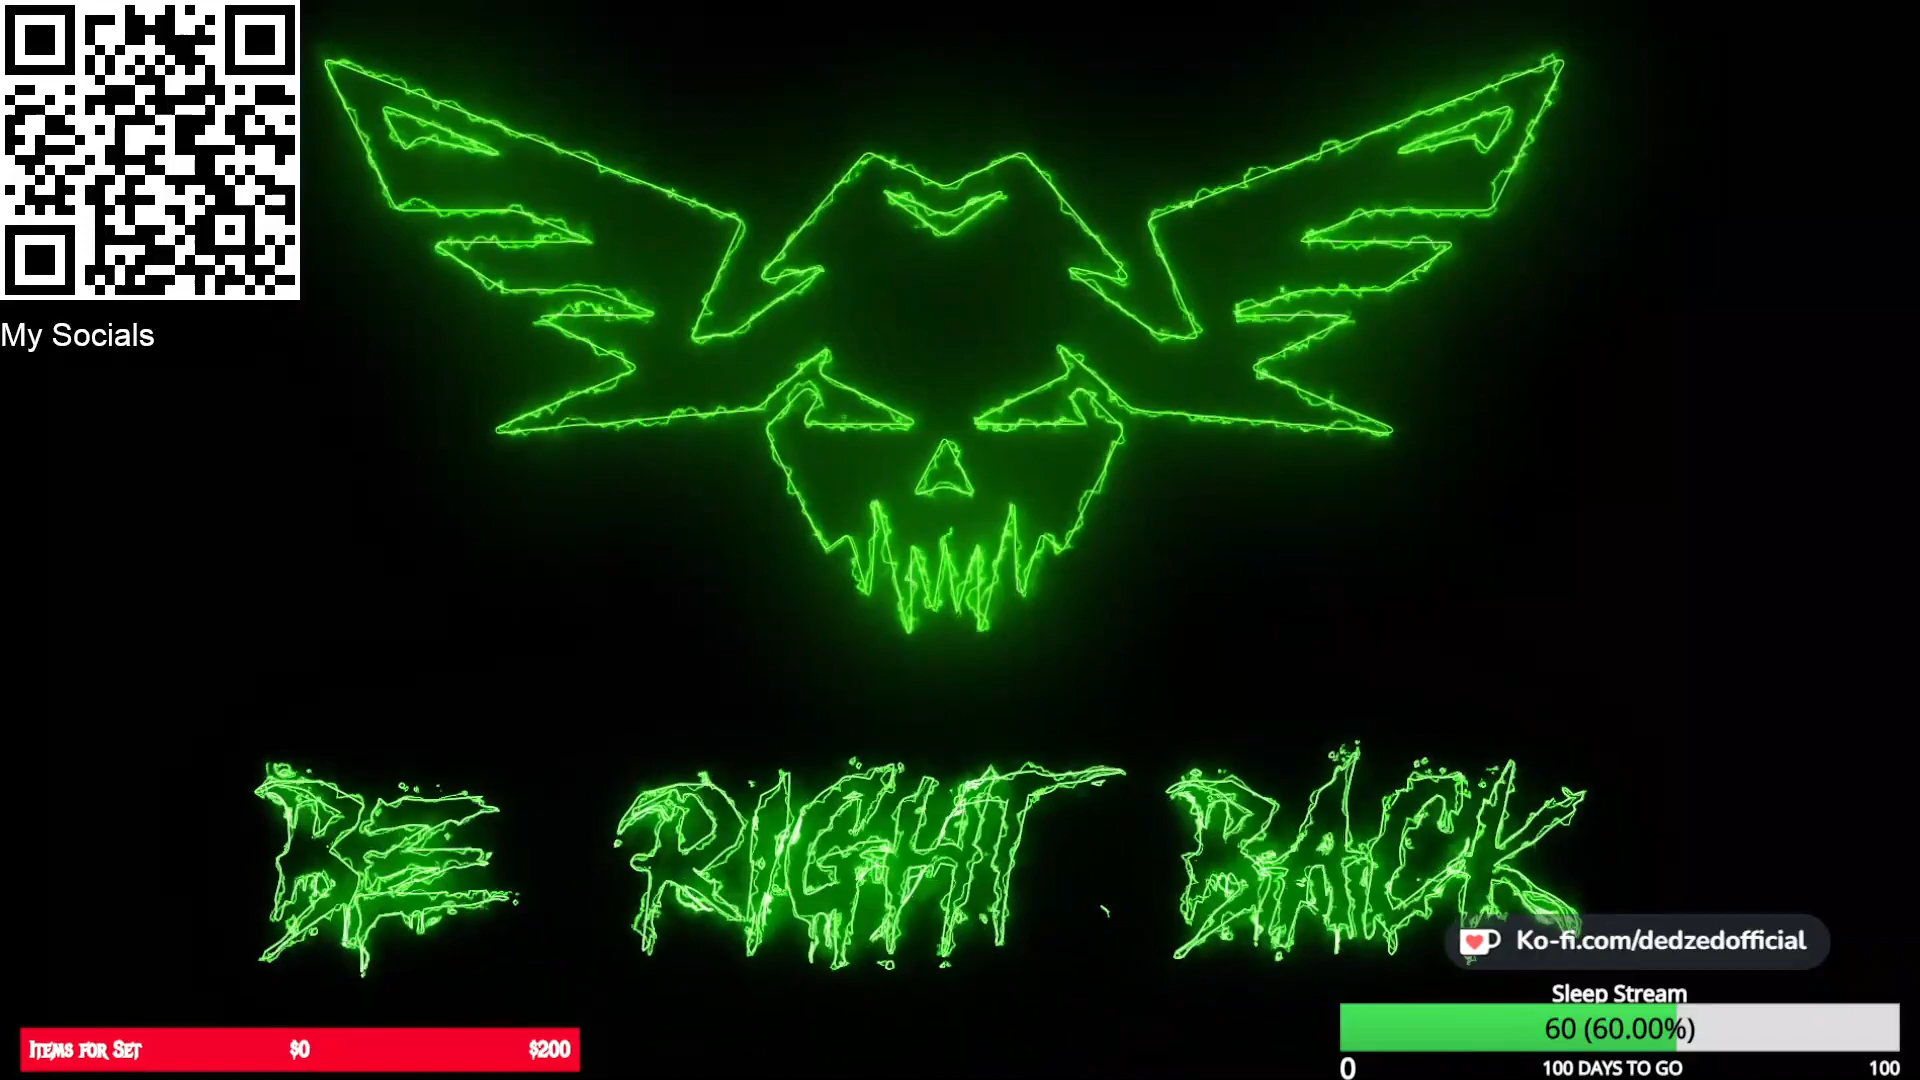 My Socials
BE RIGHT BACK
Ko-fi.com/dedzedofficial
Sleep Stream
60 (60.00%)
0 100 DAYS TO GO 100
Items for Set $0 $200